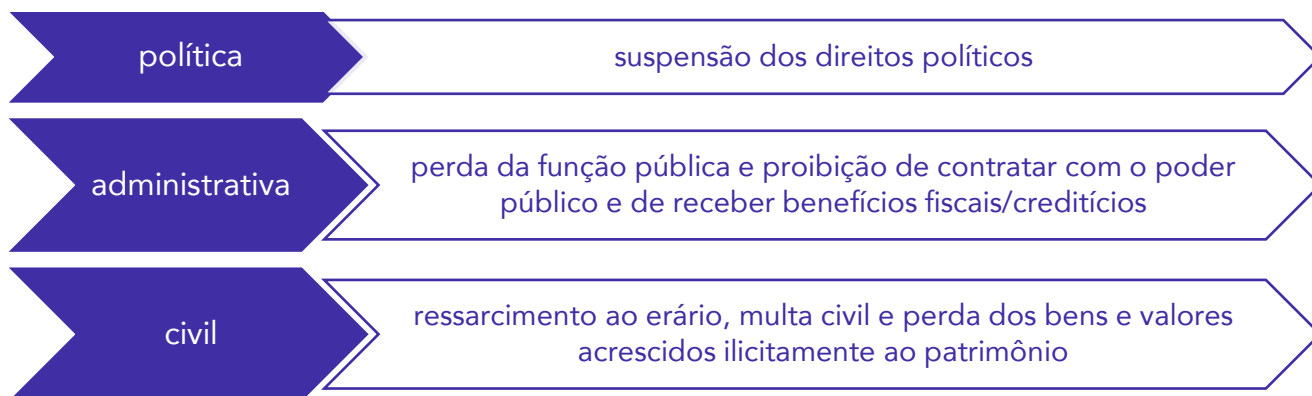 política
suspensão dos direitos políticos
administrativa
perda da função pública e proibição de contratar com o poder
público e de receber benefícios fiscais/creditícios
civil
ressarcimento ao erário, multa civil e perda dos bens e valores
acrescidos ilicitamente ao patrimônio